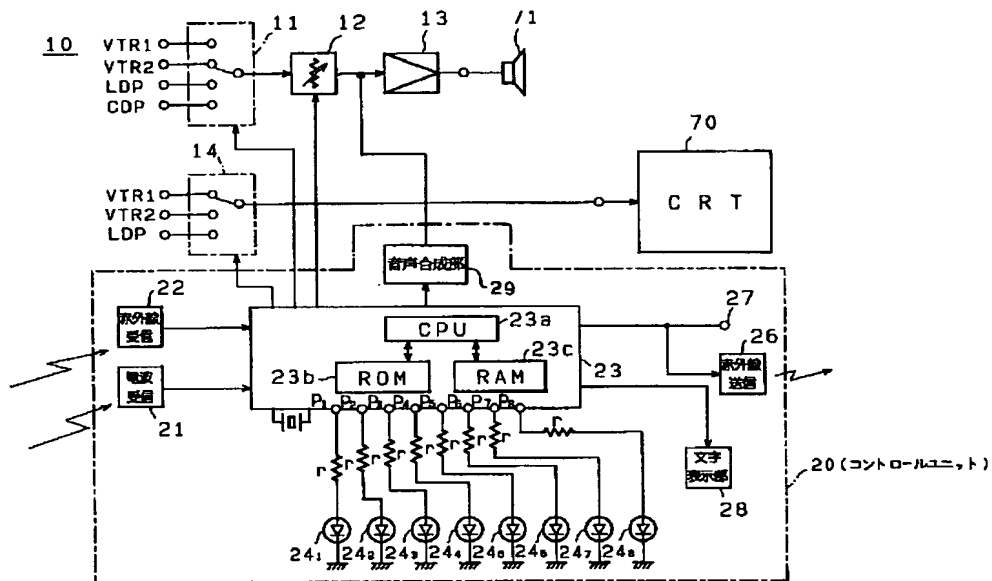 10
11
12
13
71
VTR1
VTR2
LDP
CDP
14
70
VTR1
VTR2
LDP
CRT
音声合成部
29
22
赤外線
受信
27
CPU
23a
26
23c
23
赤外線
送信
23b
ROM
RAM
電波
受信
21
P1 P2 P3 P4 P5 P6 P7 P8
r r r r r r r r
文字
表示部
28
20(コントロールユニット)
241 242 243 244 245 246 247 248